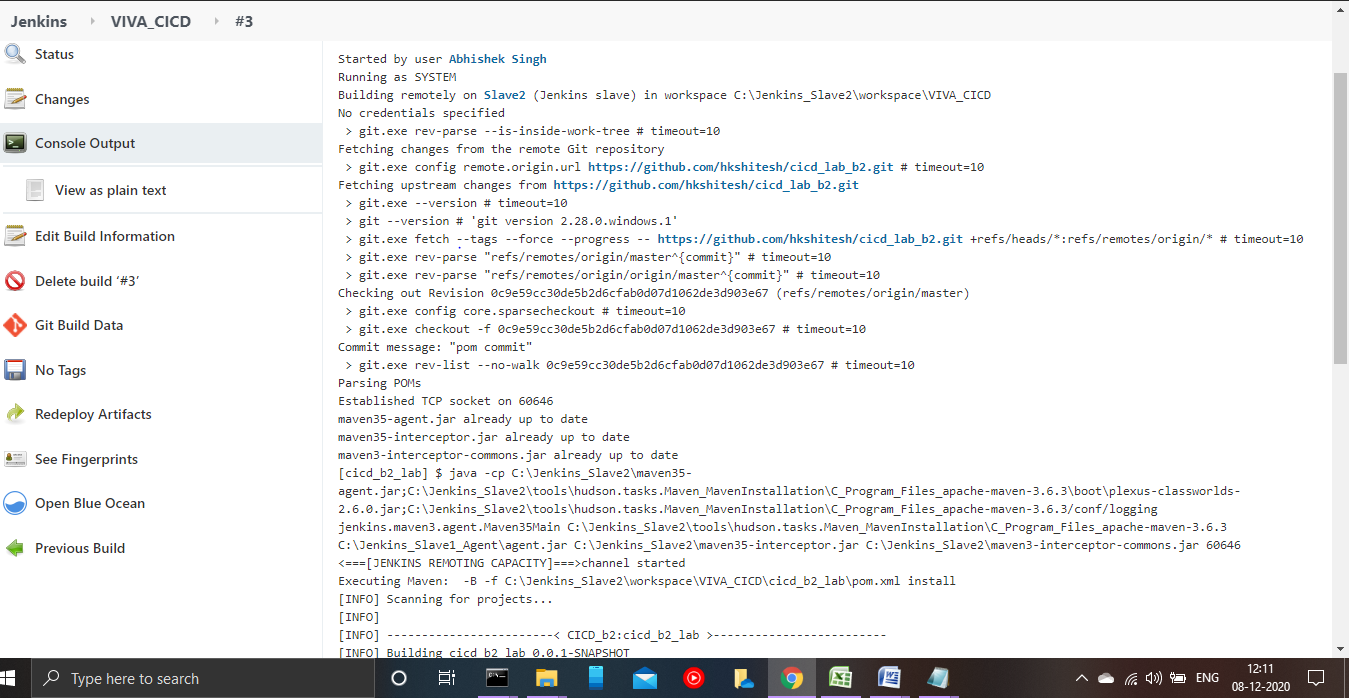 Jenkins VIVA_CICD #3
Status
Changes
Console Output
View as plain text
Edit Build Information
Delete build ‘#3’
Git Build Data
No Tags
Redeploy Artifacts
See Fingerprints
Open Blue Ocean
Previous Build
Started by user Abhishek Singh
Running as SYSTEM
Building remotely on Slave2 (Jenkins slave) in workspace C:\Jenkins_Slave2\workspace\VIVA_CICD
No credentials specified
> git.exe rev-parse --is-inside-work-tree # timeout=10
Fetching changes from the remote Git repository
> git.exe config remote.origin.url https://github.com/hkshitesh/cicd_lab_b2.git # timeout=10
Fetching upstream changes from https://github.com/hkshitesh/cicd_lab_b2.git
> git.exe --version # timeout=10
> git --version # 'git version 2.28.0.windows.1'
> git.exe fetch --tags --force --progress -- https://github.com/hkshitesh/cicd_lab_b2.git +refs/heads/*:refs/remotes/origin/* # timeout=10
> git.exe rev-parse "refs/remotes/origin/master^{commit}" # timeout=10
> git.exe rev-parse "refs/remotes/origin/origin/master^{commit}" # timeout=10
Checking out Revision 0c9e59cc30de5b2d6cfab0d07d1062de3d903e67 (refs/remotes/origin/master)
> git.exe config core.sparsecheckout # timeout=10
> git.exe checkout -f 0c9e59cc30de5b2d6cfab0d07d1062de3d903e67 # timeout=10
Commit message: "pom commit"
> git.exe rev-list --no-walk 0c9e59cc30de5b2d6cfab0d07d1062de3d903e67 # timeout=10
Parsing POMs
Established TCP socket on 60646
maven35-agent.jar already up to date
maven35-interceptor.jar already up to date
maven3-interceptor-commons.jar already up to date
[cicd_b2_lab] $ java -cp C:\Jenkins_Slave2\maven35-
agent.jar;C:\Jenkins_Slave2\tools\hudson.tasks.Maven_MavenInstallation\C_Program_Files_apache-maven-3.6.3\boot\plexus-classworlds-
2.6.0.jar;C:\Jenkins_Slave2\tools\hudson.tasks.Maven_MavenInstallation\C_Program_Files_apache-maven-3.6.3/conf/logging
jenkins.maven3.agent.Maven35Main C:\Jenkins_Slave2\tools\hudson.tasks.Maven_MavenInstallation\C_Program_Files_apache-maven-3.6.3
C:\Jenkins_Slave1_Agent\agent.jar C:\Jenkins_Slave2\maven35-interceptor.jar C:\Jenkins_Slave2\maven3-interceptor-commons.jar 60646
<===[JENKINS REMOTING CAPACITY]===>channel started
Executing Maven:  -B -f C:\Jenkins_Slave2\workspace\VIVA_CICD\cicd_b2_lab\pom.xml install
[INFO] Scanning for projects...
[INFO]
[INFO] ------------------------< CICD_b2:cicd_b2_lab >-------------------------
[INFO] Building cicd_b2_lab 0.0.1-SNAPSHOT
Type here to search
ENG
12:11
08-12-2020